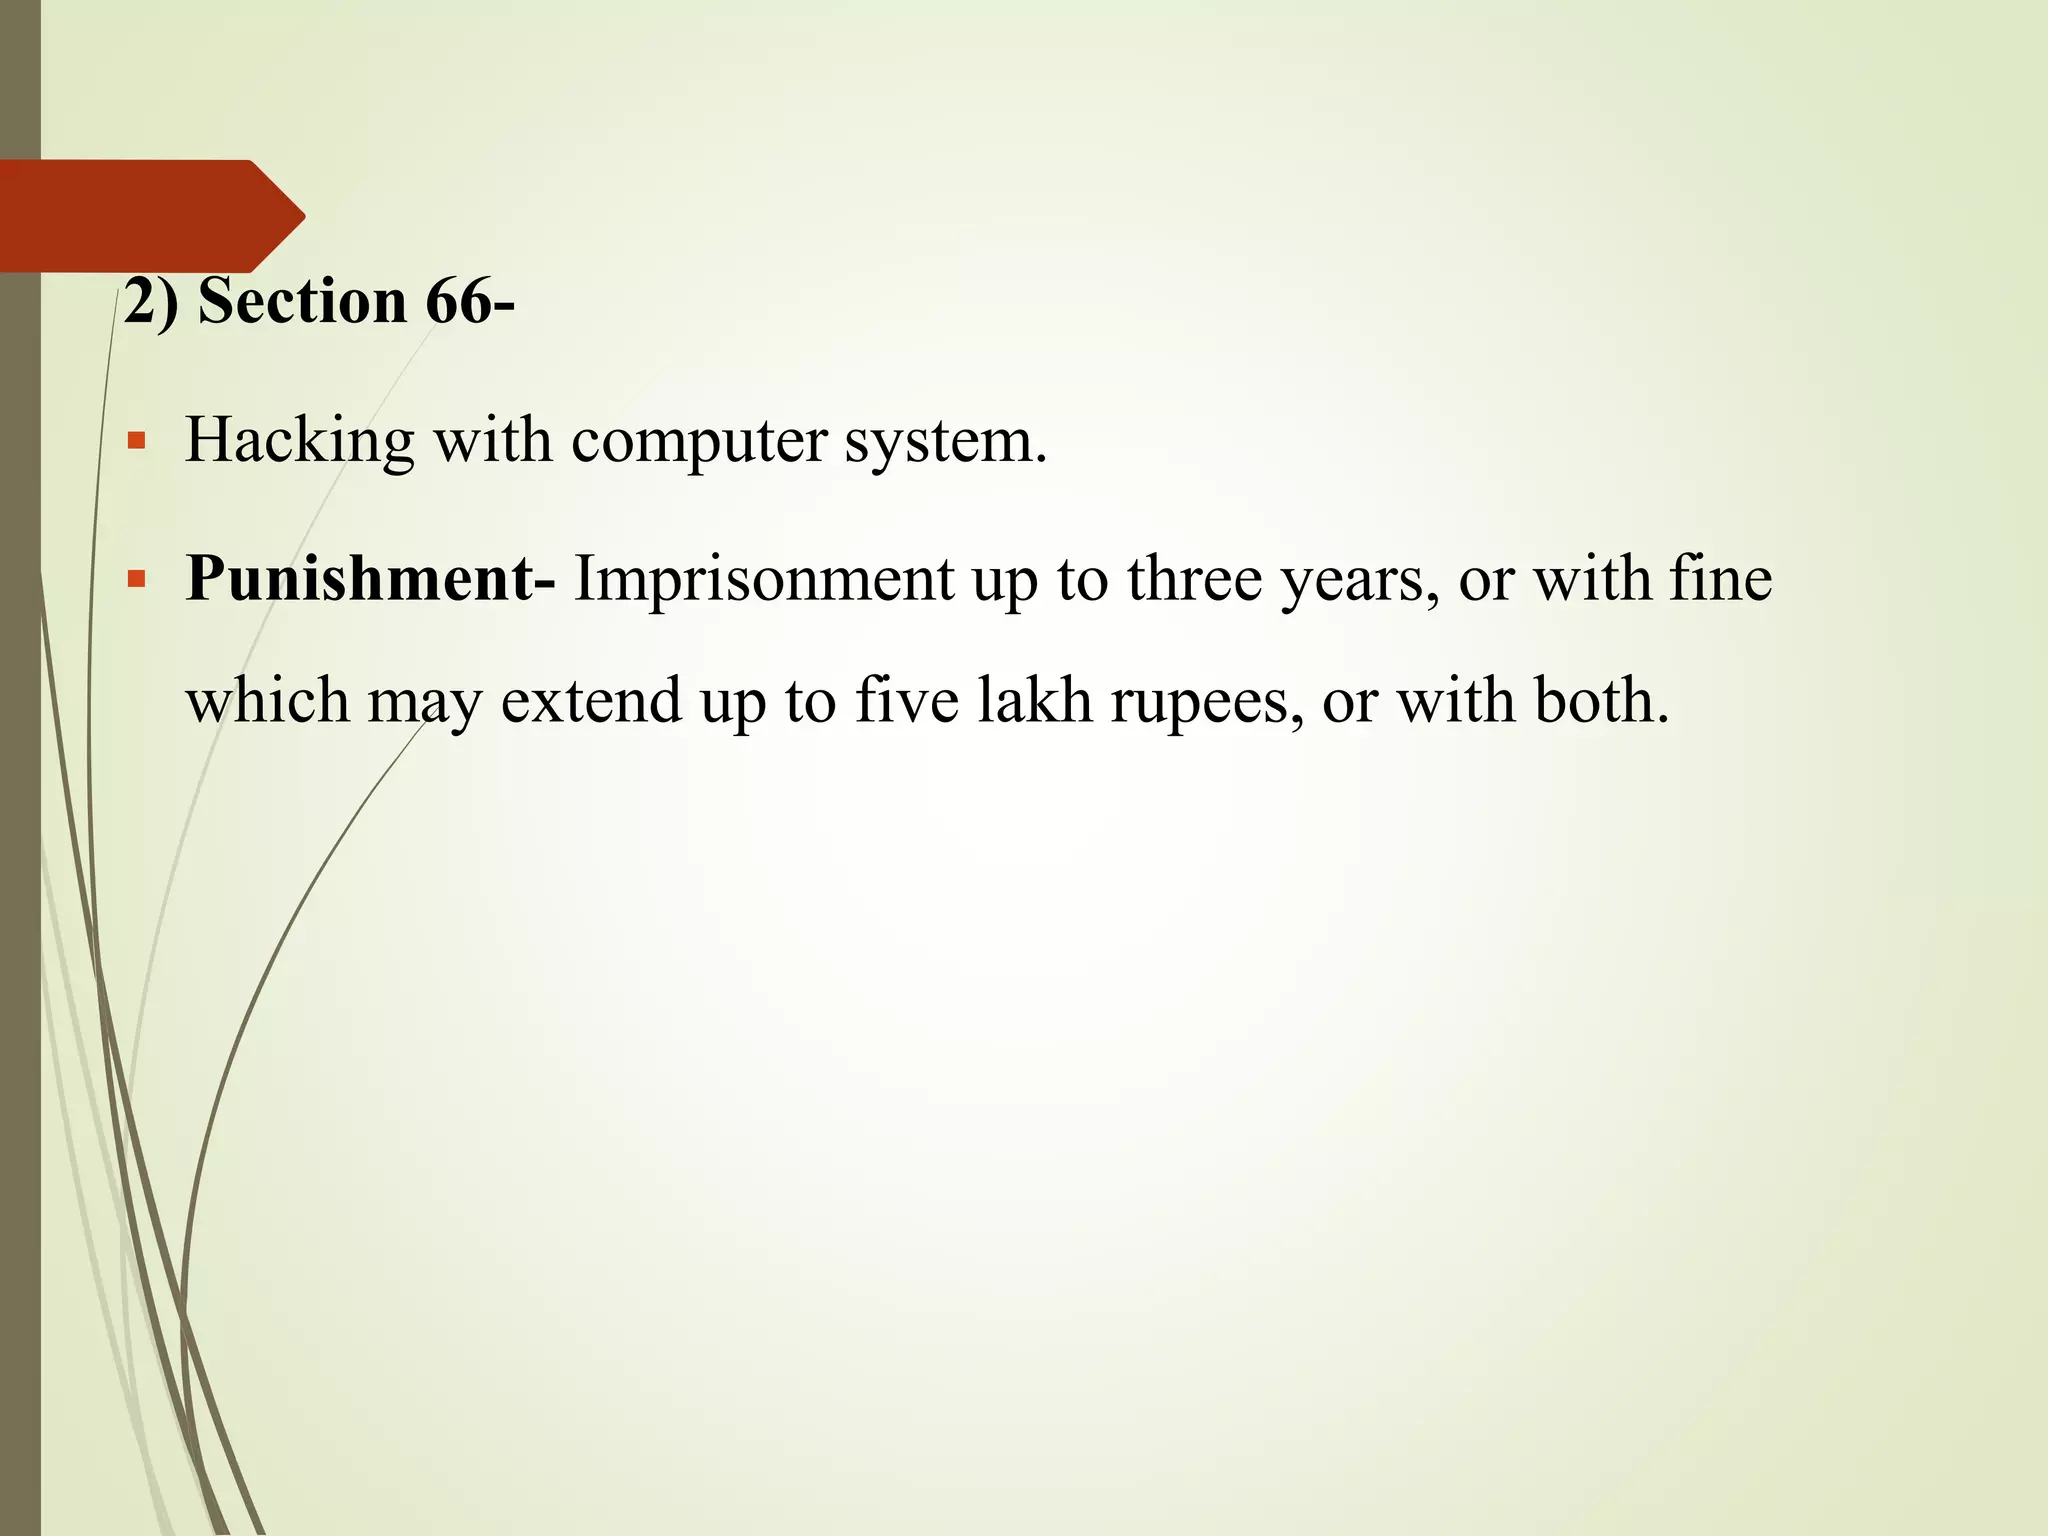 2) Section 66-
▪ Hacking with computer system.
▪ Punishment- Imprisonment up to three years, or with fine
which may extend up to five lakh rupees, or with both.